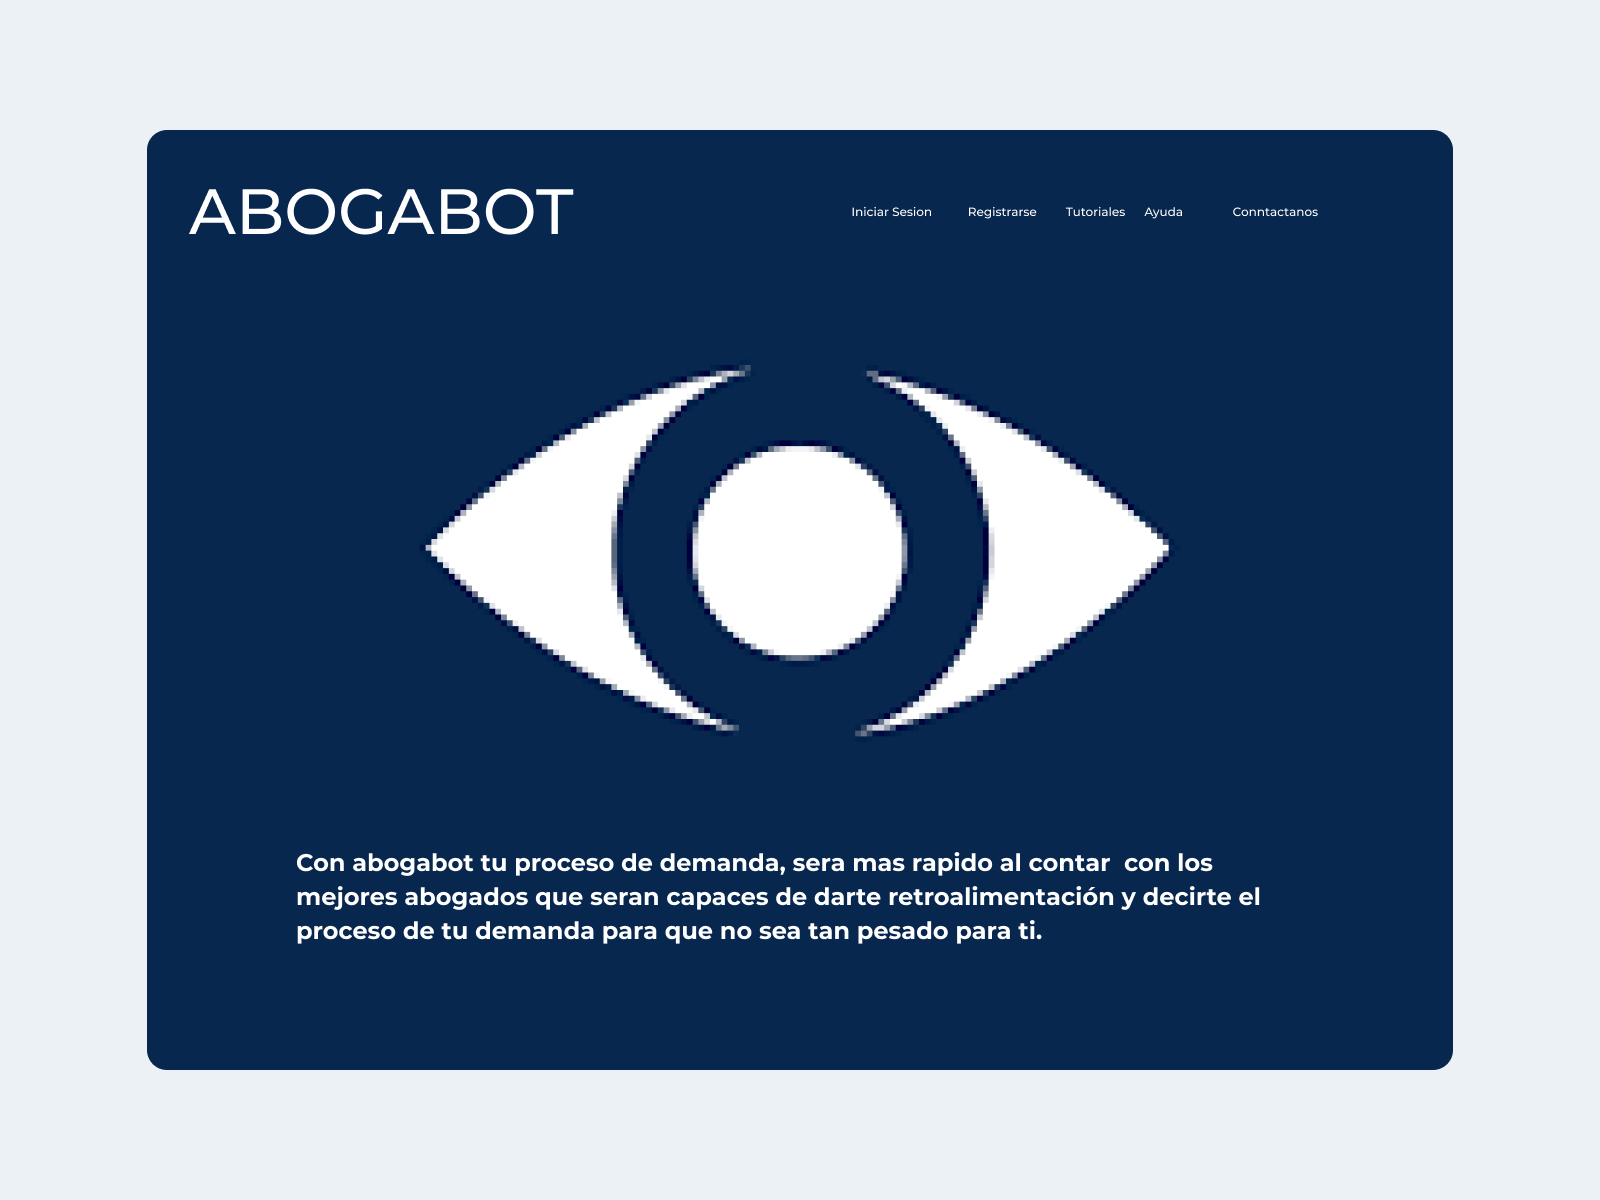 ABOGABOT
Iniciar Sesion Registrarse Tutoriales Ayuda Conntactanos
Con abogabot tu proceso de demanda, sera mas rapido al contar  con los
mejores abogados que seran capaces de darte retroalimentación y decirte el
proceso de tu demanda para que no sea tan pesado para ti.